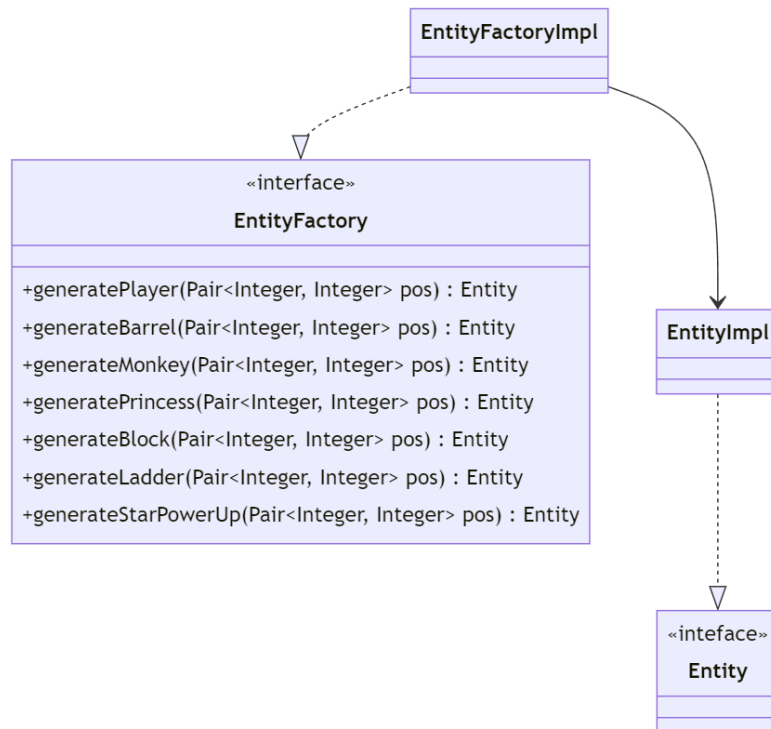 EntityFactoryImpl
«interface»
EntityFactory
+generatePlayer(Pair<Integer, Integer> pos) : Entity
+generateBarrel(Pair<Integer, Integer> pos) : Entity
+generateMonkey(Pair<Integer, Integer> pos) : Entity
+generatePrincess(Pair<Integer, Integer> pos) : Entity
+generateBlock(Pair<Integer, Integer> pos) : Entity
+generateLadder(Pair<Integer, Integer> pos) : Entity
+generateStarPowerUp(Pair<Integer, Integer> pos) : Entity
EntityImpl
«inteface»
Entity